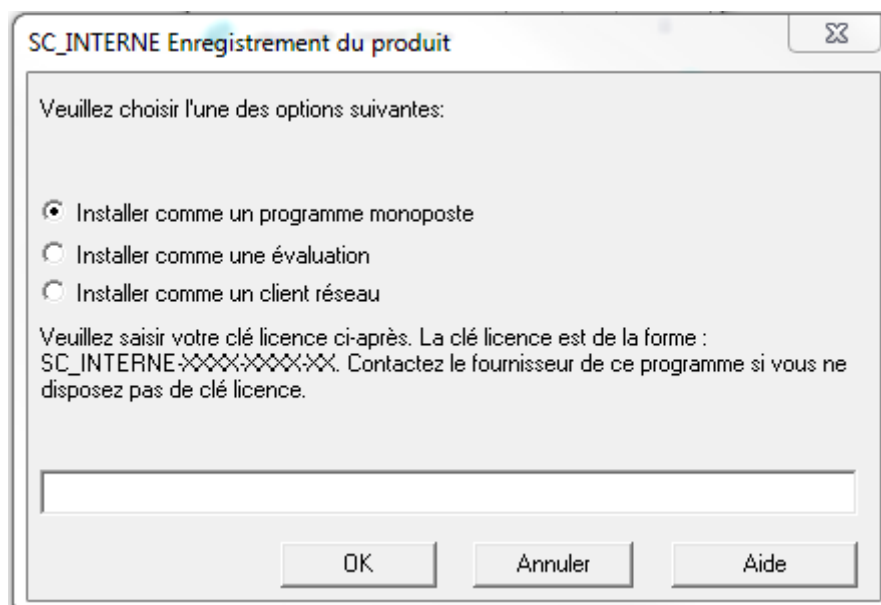 SC_INTERNE Enregistrement du produit
Veuillez choisir l'une des options suivantes:
Installer comme un programme monoposte
Installer comme une évaluation
Installer comme un client réseau
Veuillez saisir votre clé licence ci-après. La clé licence est de la forme :
SC_INTERNE-XXXX-XXXX-XX. Contactez le fournisseur de ce programme si vous ne
disposez pas de clé licence.
OK Annuler Aide